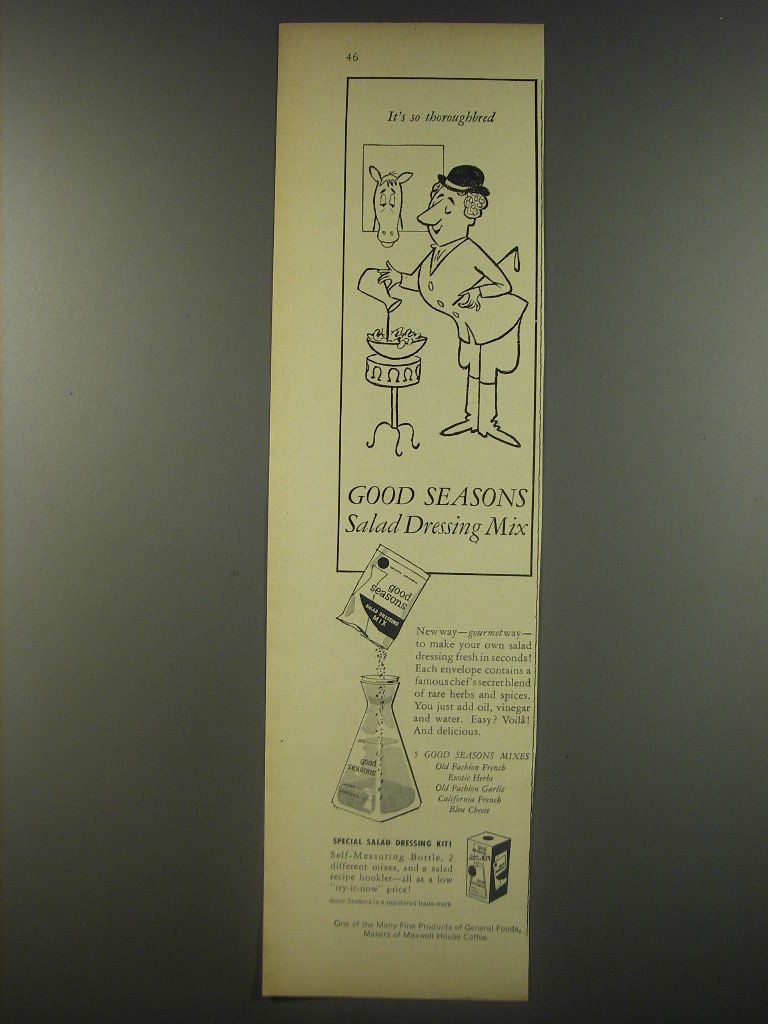 46
It's so thoroughbred
GOOD SEASONS
Salad Dressing Mix
good
seasons
SALAD DRESSING
MIX
New way—gourmet way—
to make your own salad
dressing fresh in seconds!
Each envelope contains a
famous chef's secret blend
of rare herbs and spices.
You just add oil, vinegar
and water. Easy? Voilà!
And delicious.
good
seasons
5 GOOD SEASONS MIXES
Old Fashion French
Exotic Herbs
Old Fashion Garlic
California French
Bleu Cheese
SPECIAL SALAD DRESSING KIT!
Self-Measuring Bottle, 2
different mixes, and a salad
recipe booklet—all at a low
"try-it-now" price!
KIT
Good Seasons is a registered trade-mark
One of the Many Fine Products of General Foods,
Makers of Maxwell House Coffee